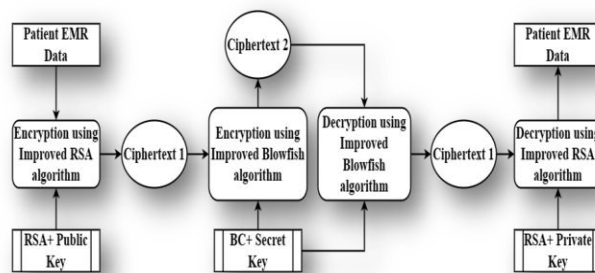 Patient EMR
Data
Encryption using
Improved RSA
algorithm
RSA+ Public
Key
Ciphertext 1
Ciphertext 2
Encryption using
Improved Blowfish
algorithm
BC+ Secret
Key
Decryption using
Improved
Blowfish
algorithm
Ciphertext 1
Patient EMR
Data
Decryption using
Improved RSA
algorithm
RSA+ Private
Key